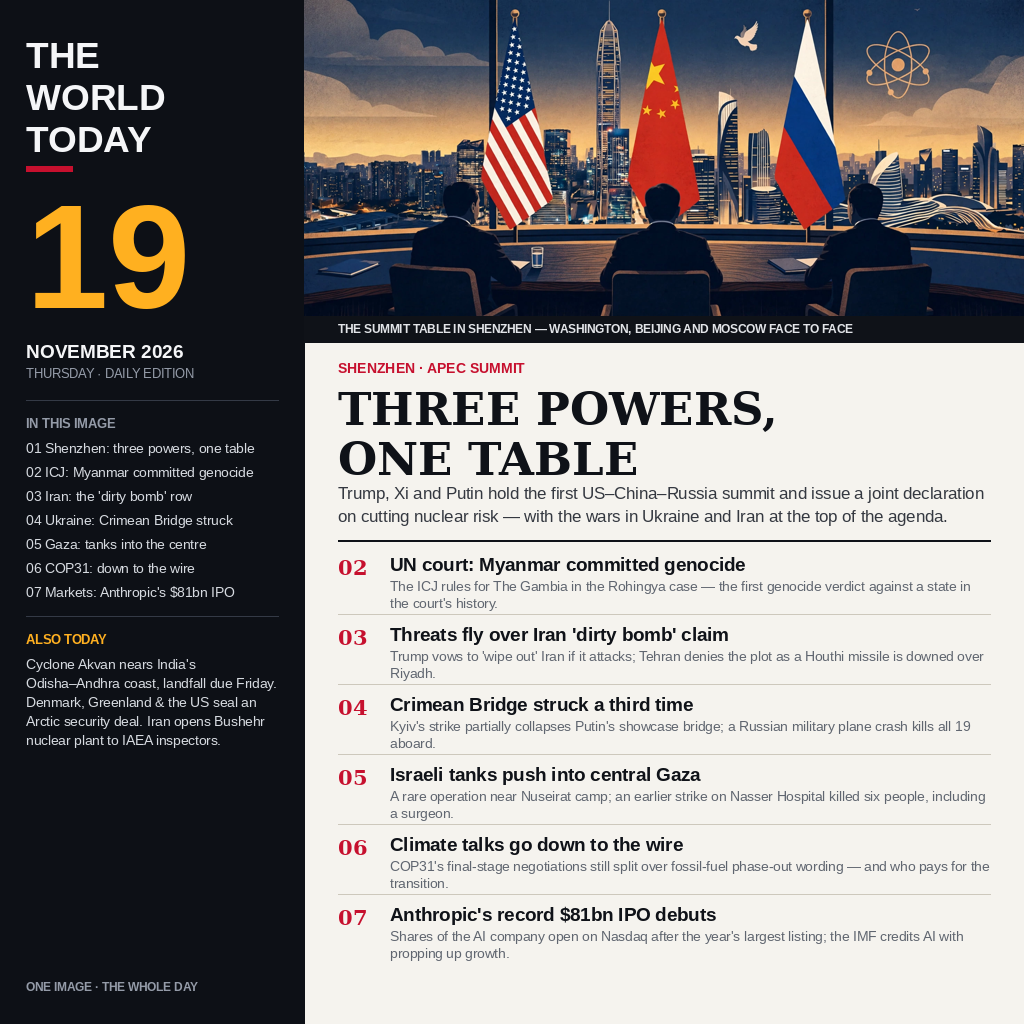 THE
WORLD
TODAY
19
NOVEMBER 2026
THURSDAY · DAILY EDITION
IN THIS IMAGE
01 Shenzhen: three powers, one table
02 ICJ: Myanmar committed genocide
03 Iran: the 'dirty bomb' row
04 Ukraine: Crimean Bridge struck
05 Gaza: tanks into the centre
06 COP31: down to the wire
07 Markets: Anthropic's $81bn IPO
ALSO TODAY
Cyclone Akvan nears India's
Odisha–Andhra coast, landfall due Friday.
Denmark, Greenland & the US seal an
Arctic security deal. Iran opens Bushehr
nuclear plant to IAEA inspectors.
ONE IMAGE · THE WHOLE DAY
THE SUMMIT TABLE IN SHENZHEN — WASHINGTON, BEIJING AND MOSCOW FACE TO FACE
SHENZHEN · APEC SUMMIT
THREE POWERS,
ONE TABLE
Trump, Xi and Putin hold the first US–China–Russia summit and issue a joint declaration
on cutting nuclear risk — with the wars in Ukraine and Iran at the top of the agenda.
02 UN court: Myanmar committed genocide
The ICJ rules for The Gambia in the Rohingya case — the first genocide verdict against a state in
the court's history.
03 Threats fly over Iran 'dirty bomb' claim
Trump vows to 'wipe out' Iran if it attacks; Tehran denies the plot as a Houthi missile is downed over
Riyadh.
04 Crimean Bridge struck a third time
Kyiv's strike partially collapses Putin's showcase bridge; a Russian military plane crash kills all 19
aboard.
05 Israeli tanks push into central Gaza
A rare operation near Nuseirat camp; an earlier strike on Nasser Hospital killed six people, including
a surgeon.
06 Climate talks go down to the wire
COP31's final-stage negotiations still split over fossil-fuel phase-out wording — and who pays for the
transition.
07 Anthropic's record $81bn IPO debuts
Shares of the AI company open on Nasdaq after the year's largest listing; the IMF credits AI with
propping up growth.